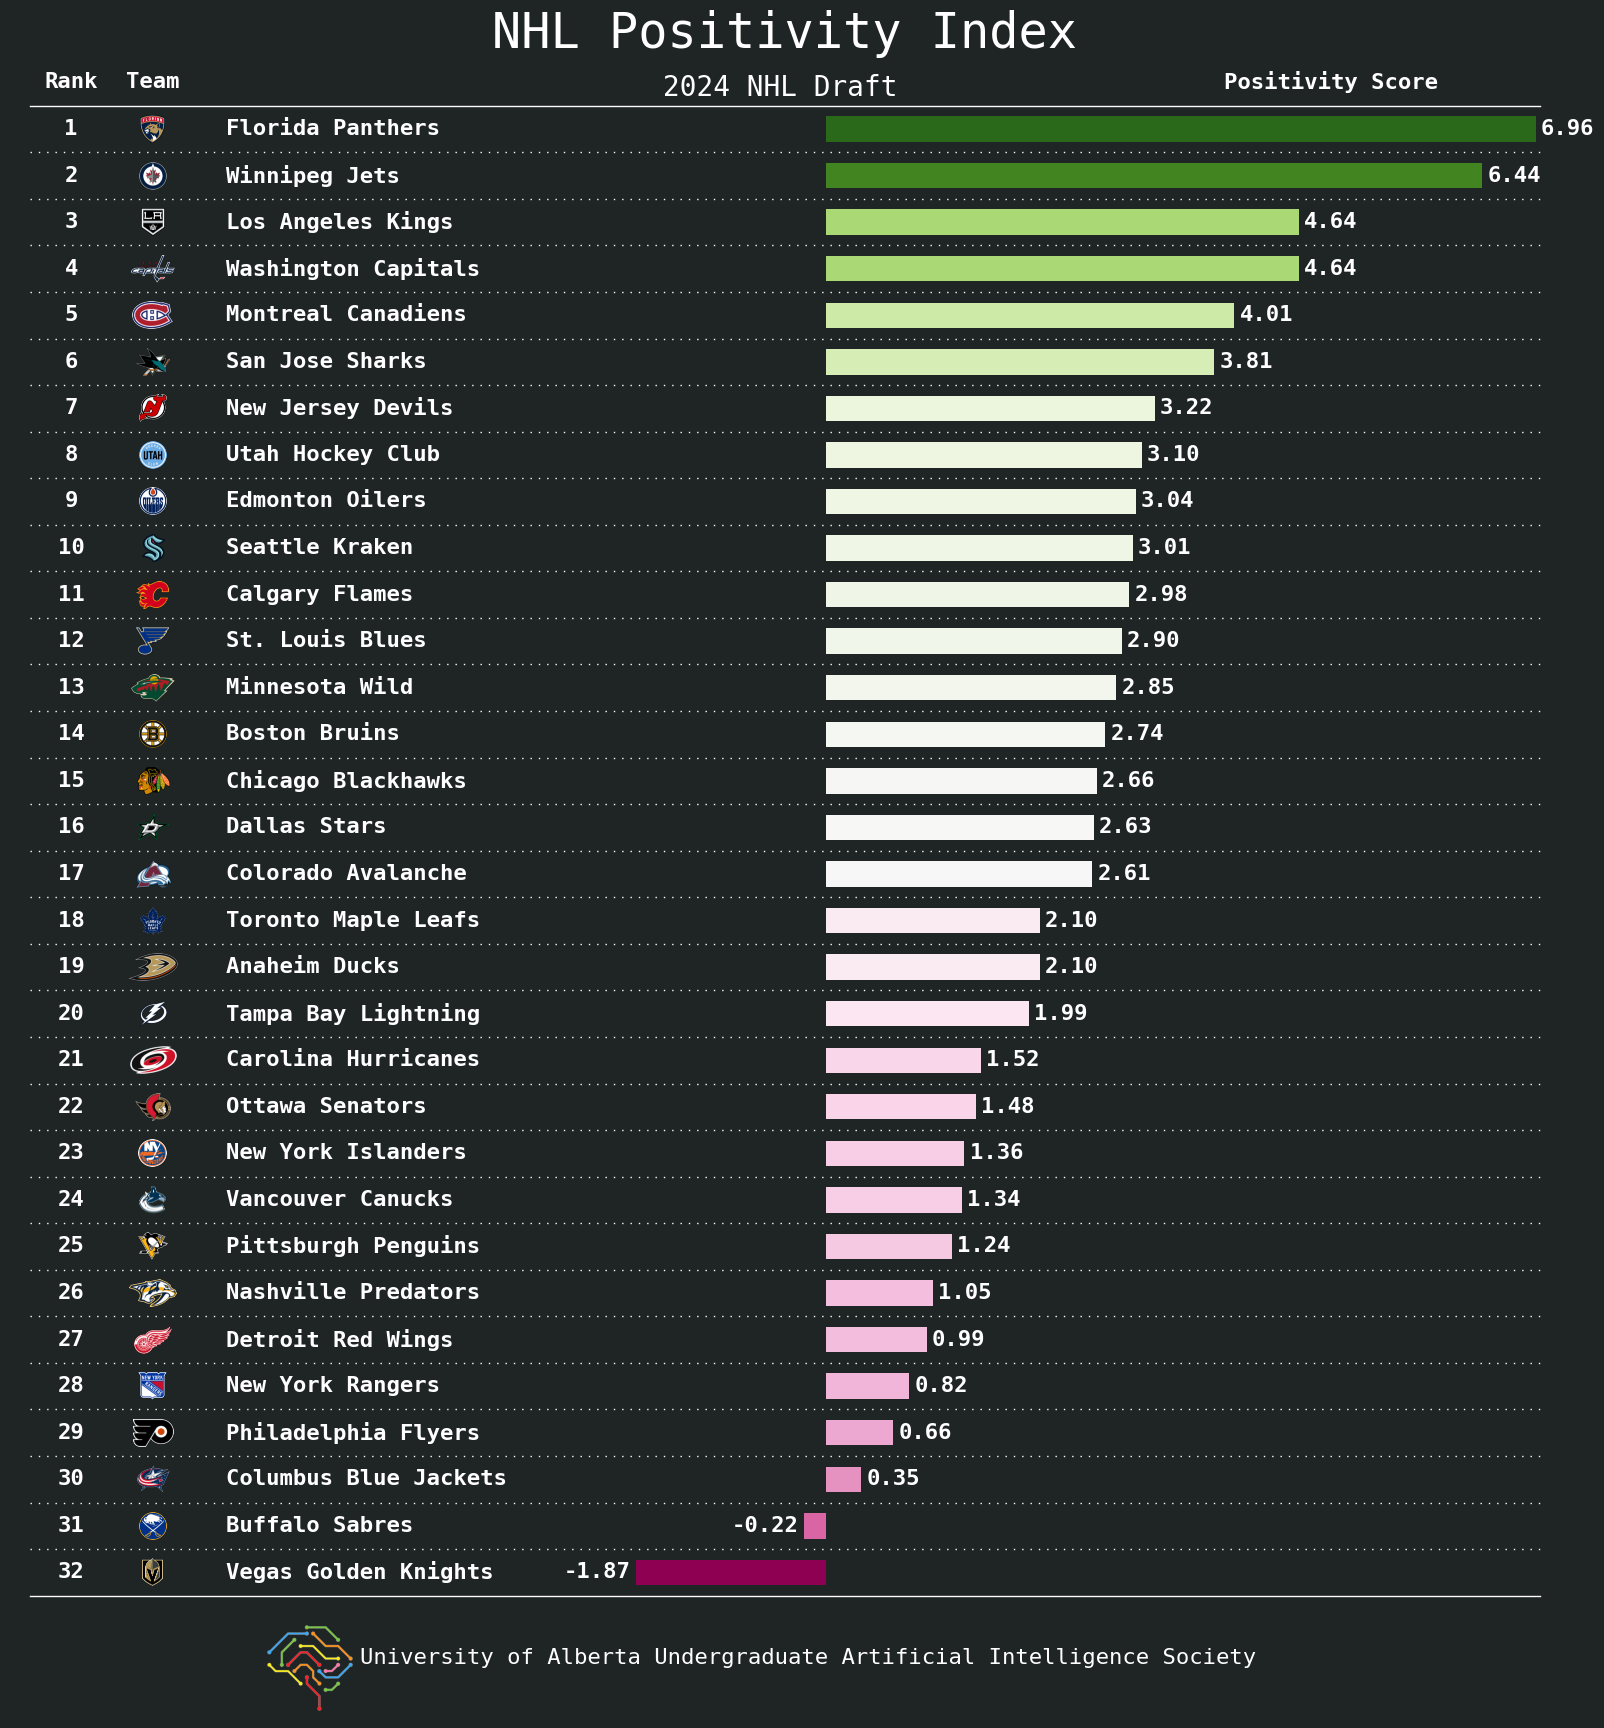 NHL Positivity Index
Rank Team 2024 NHL Draft Positivity Score
1 Florida Panthers 6.96
2 Winnipeg Jets 6.44
3 Los Angeles Kings 4.64
4 Washington Capitals 4.64
5 Montreal Canadiens 4.01
6 San Jose Sharks 3.81
7 New Jersey Devils 3.22
8 UTAH Utah Hockey Club 3.10
9 OILERS Edmonton Oilers 3.04
10 Seattle Kraken 3.01
11 Calgary Flames 2.98
12 St. Louis Blues 2.90
13 Minnesota Wild 2.85
14 B Boston Bruins 2.74
15 Chicago Blackhawks 2.66
16 Dallas Stars 2.63
17 Colorado Avalanche 2.61
18 Toronto Maple Leafs 2.10
19 Anaheim Ducks 2.10
20 Tampa Bay Lightning 1.99
21 Carolina Hurricanes 1.52
22 Ottawa Senators 1.48
23 NY New York Islanders 1.36
24 Vancouver Canucks 1.34
25 Pittsburgh Penguins 1.24
26 Nashville Predators 1.05
27 Detroit Red Wings 0.99
28 New York Rangers 0.82
29 Philadelphia Flyers 0.66
30 Columbus Blue Jackets 0.35
31 Buffalo Sabres -0.22
32 Vegas Golden Knights -1.87
University of Alberta Undergraduate Artificial Intelligence Society